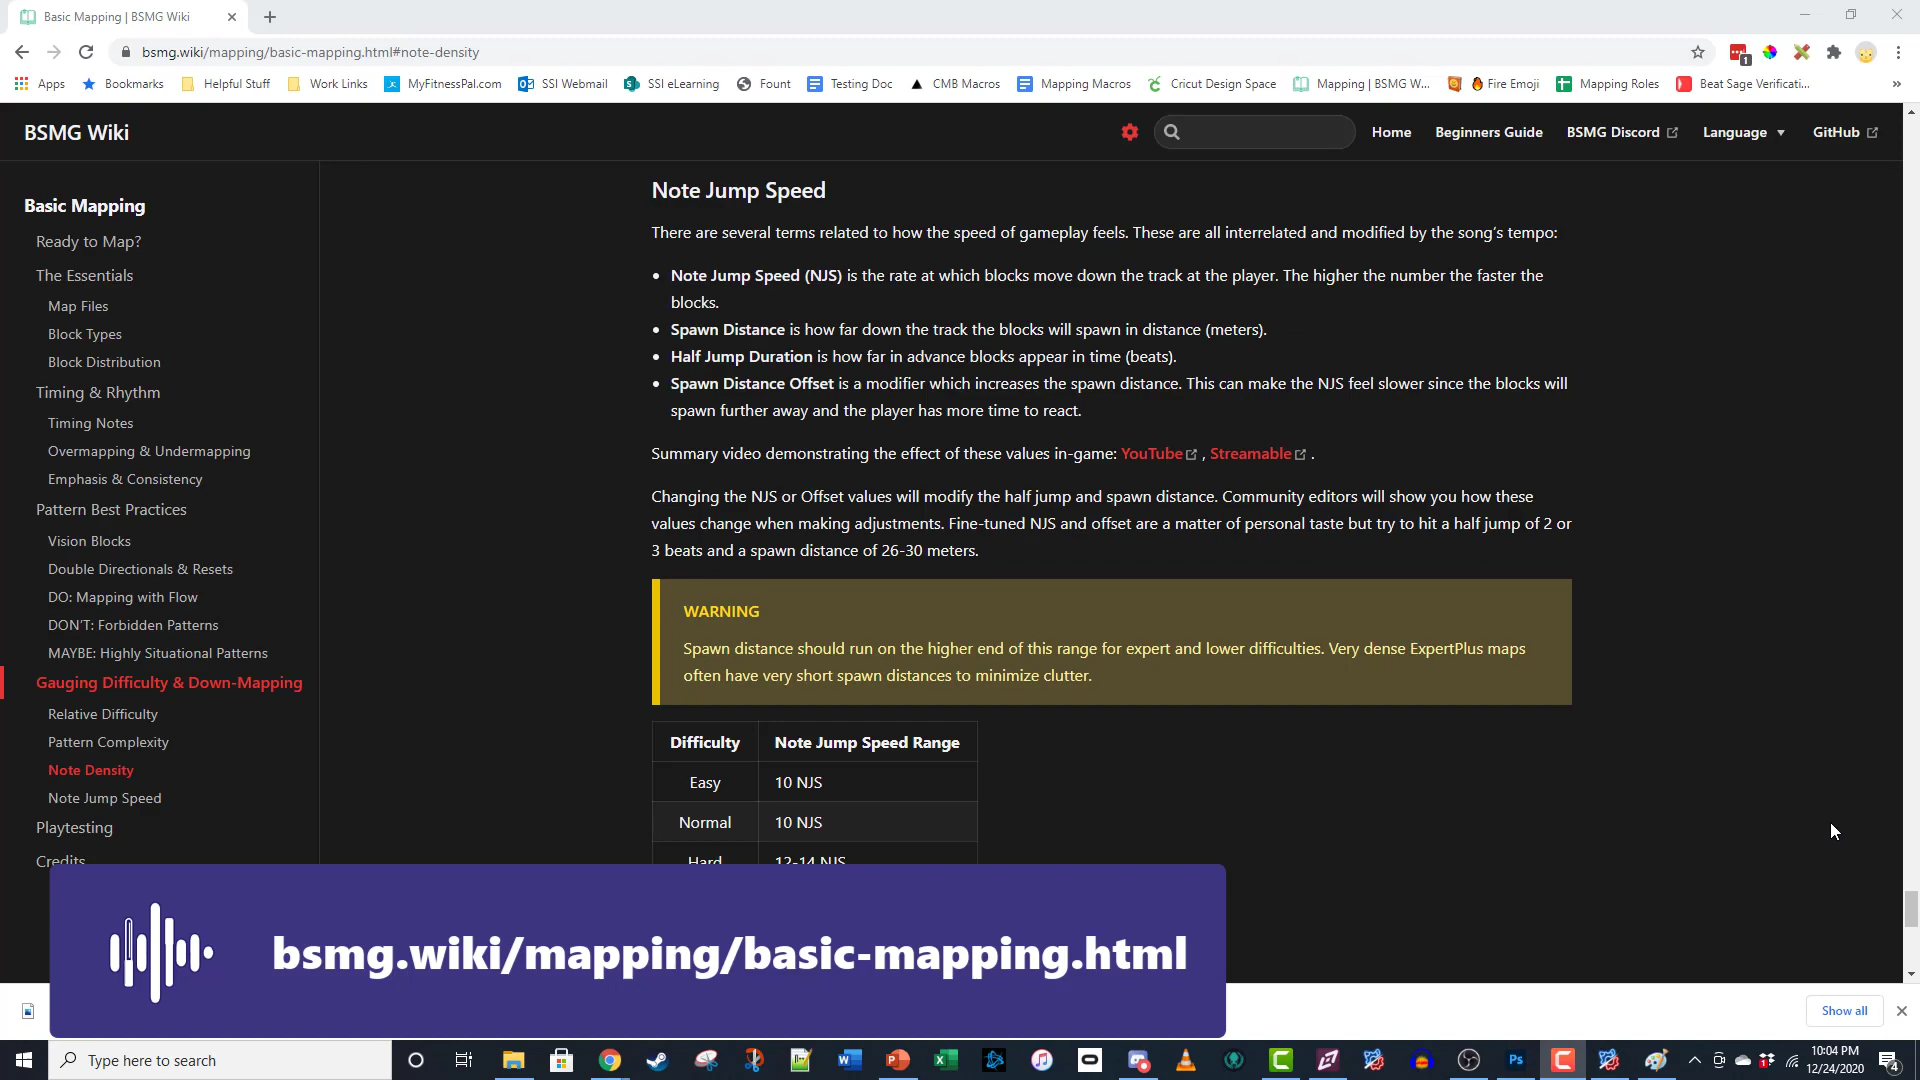 Basic Mapping | BSMG Wiki
bsmg.wiki/mapping/basic-mapping.html#note-density
1
Apps
Bookmarks
Helpful Stuff
Work Links
MyFitnessPal.com
SSI Webmail
SSI eLearning
Fount
Testing Doc
CMB Macros
Mapping Macros
Cricut Design Space
Mapping | BSMG W...
Fire Emoji
Mapping Roles
Beat Sage Verificati...
»
BSMG Wiki
Home
Beginners Guide
BSMG Discord
Language
GitHub
Basic Mapping
Ready to Map?
The Essentials
Map Files
Block Types
Block Distribution
Timing & Rhythm
Timing Notes
Overmapping & Undermapping
Emphasis & Consistency
Pattern Best Practices
Vision Blocks
Double Directionals & Resets
DO: Mapping with Flow
DON'T: Forbidden Patterns
MAYBE: Highly Situational Patterns
Gauging Difficulty & Down-Mapping
Relative Difficulty
Pattern Complexity
Note Density
Note Jump Speed
Playtesting
Credits
Note Jump Speed
There are several terms related to how the speed of gameplay feels. These are all interrelated and modified by the song's tempo:
• Note Jump Speed (NJS) is the rate at which blocks move down the track at the player. The higher the number the faster the
blocks.
• Spawn Distance is how far down the track the blocks will spawn in distance (meters).
• Half Jump Duration is how far in advance blocks appear in time (beats).
• Spawn Distance Offset is a modifier which increases the spawn distance. This can make the NJS feel slower since the blocks will
spawn further away and the player has more time to react.
Summary video demonstrating the effect of these values in-game: YouTube , Streamable .
Changing the NJS or Offset values will modify the half jump and spawn distance. Community editors will show you how these
values change when making adjustments. Fine-tuned NJS and offset are a matter of personal taste but try to hit a half jump of 2 or
3 beats and a spawn distance of 26-30 meters.
WARNING
Spawn distance should run on the higher end of this range for expert and lower difficulties. Very dense ExpertPlus maps
often have very short spawn distances to minimize clutter.
Difficulty Note Jump Speed Range
Easy 10 NJS
Normal 10 NJS
Hard 12-14 NJS
bsmg.wiki/mapping/basic-mapping.html
Show all
Type here to search
10:04 PM
12/24/2020
4